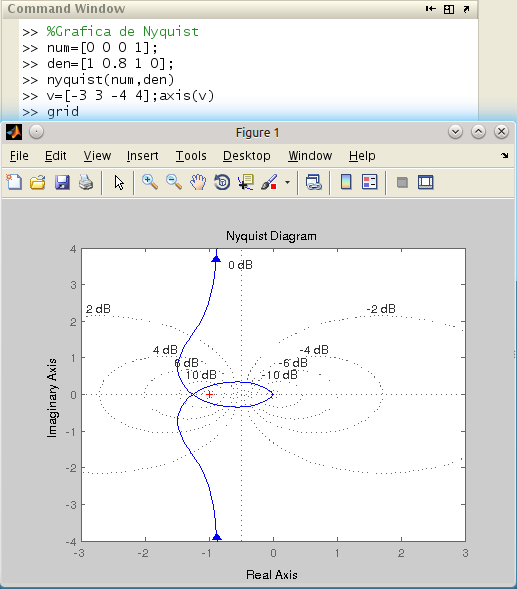 Command Window
>> %Grafica de Nyquist
>> num=[0 0 0 1];
>> den=[1 0.8 1 0];
>> nyquist(num,den)
>> v=[-3 3 -4 4];axis(v)
>> grid
Figure 1
File Edit View Insert Tools Desktop Window Help
Nyquist Diagram
4
0 dB
3
2 dB
-2 dB
2
4 dB
-4 dB
1
6 dB
-6 dB
10 dB
-10 dB
0
-1
-2
-3
-4
Imaginary Axis
-3 -2 -1 0 1 2 3
Real Axis